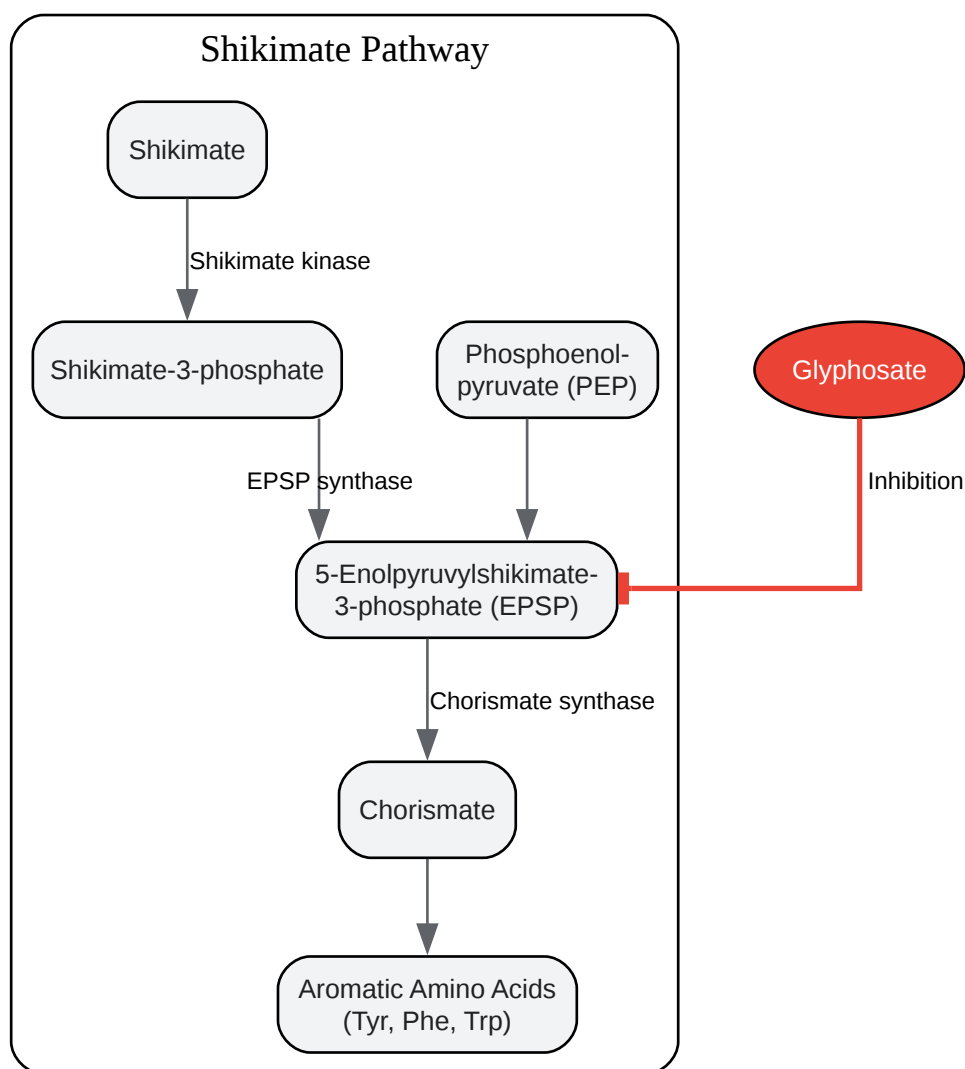 Shikimate Pathway
Shikimate
Shikimate kinase
Shikimate-3-phosphate
Phosphoenol-
pyruvate (PEP)
Glyphosate
EPSP synthase
Inhibition
5-Enolpyruvylshikimate-
3-phosphate (EPSP)
Chorismate synthase
Chorismate
Aromatic Amino Acids
(Tyr, Phe, Trp)